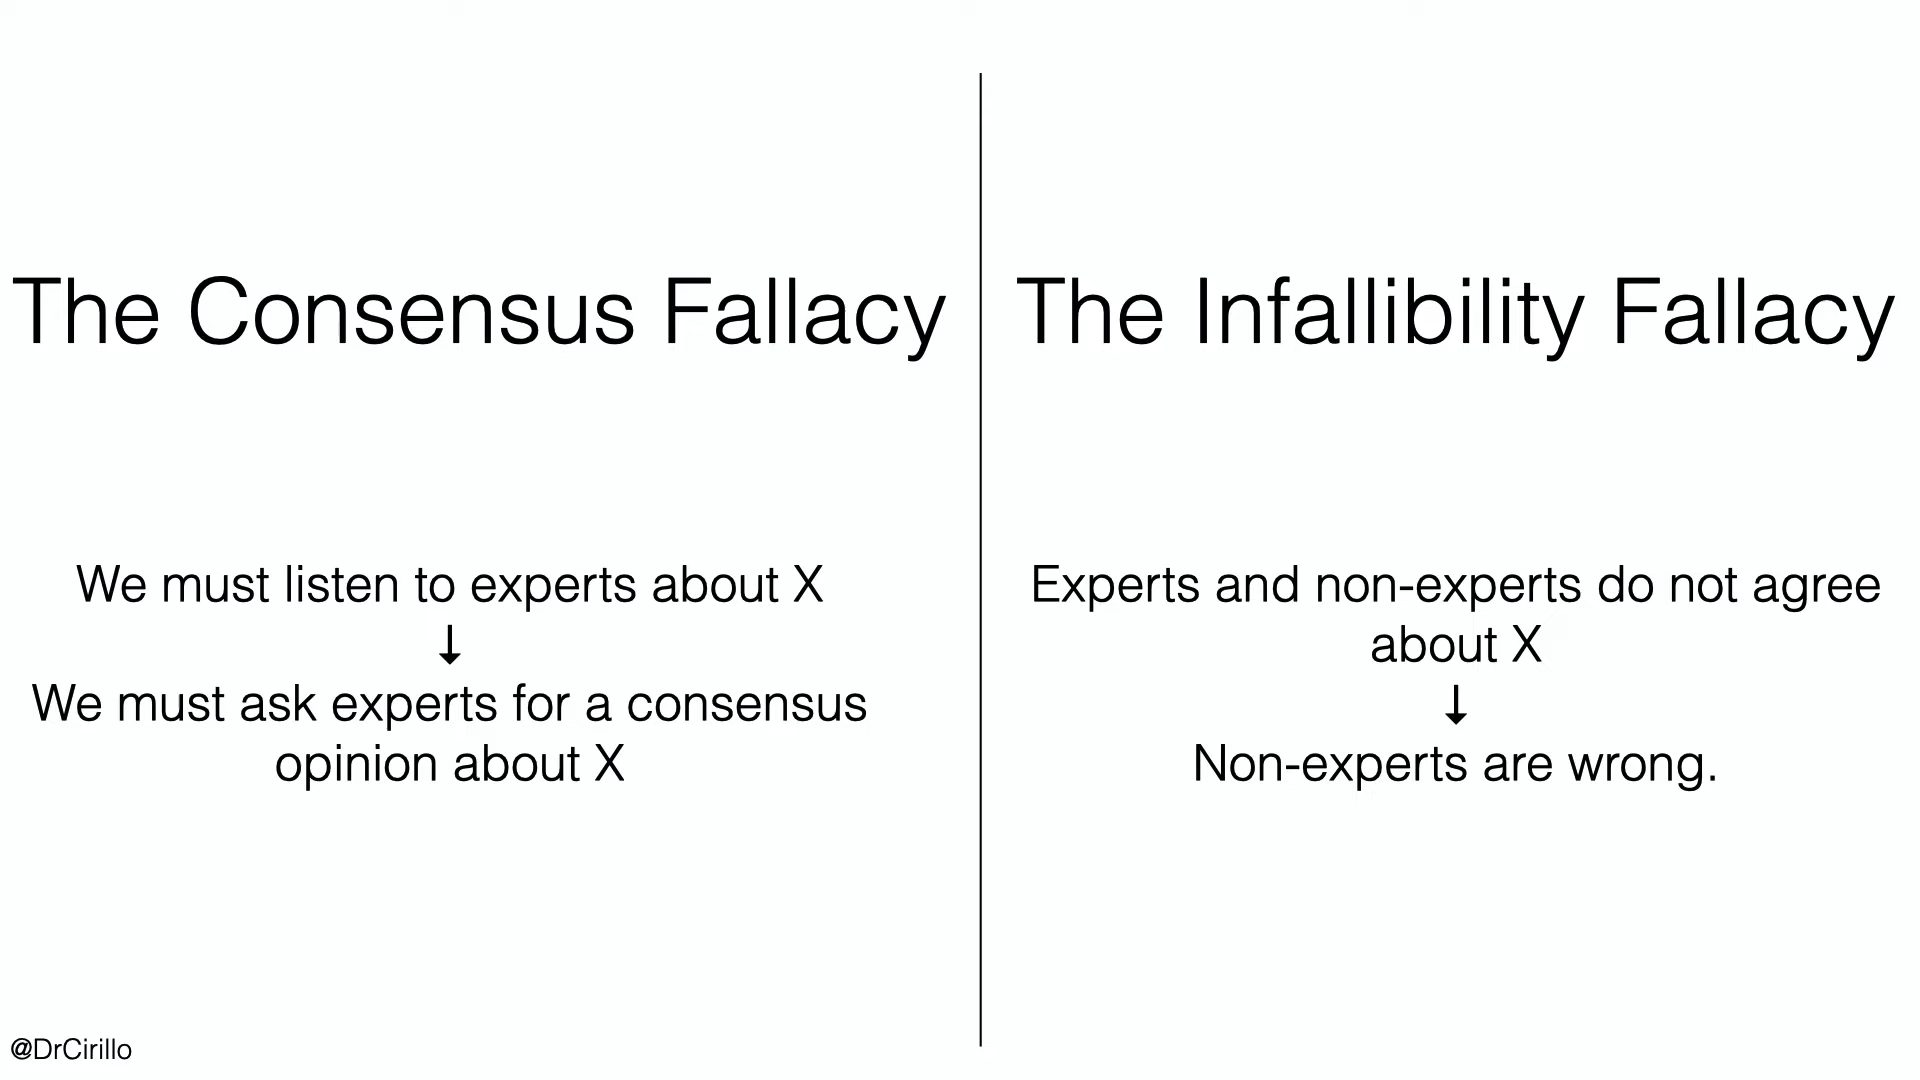 The Consensus Fallacy
We must listen to experts about X
↓
We must ask experts for a consensus
opinion about X
The Infallibility Fallacy
Experts and non-experts do not agree
about X
↓
Non-experts are wrong.
@DrCirillo